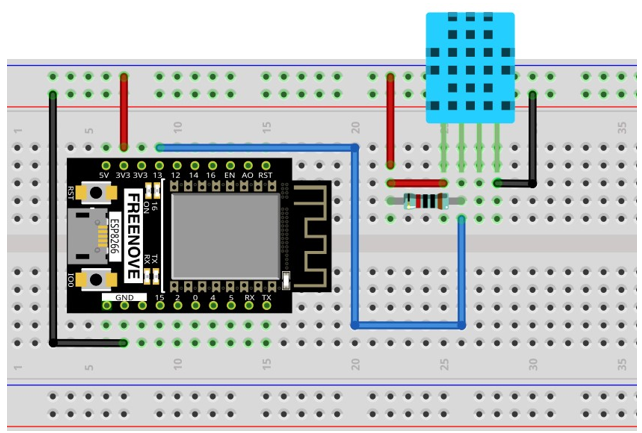 5
10
15
20
25
30
35
5V 3V3 3V3 13 12 14 16 EN AO RST
RST
ON
16
FREENOVE
ESP8266
RX
TX
IO0
GND 15 2 0 4 5 RX TX
1
5
10
15
20
25
30
35